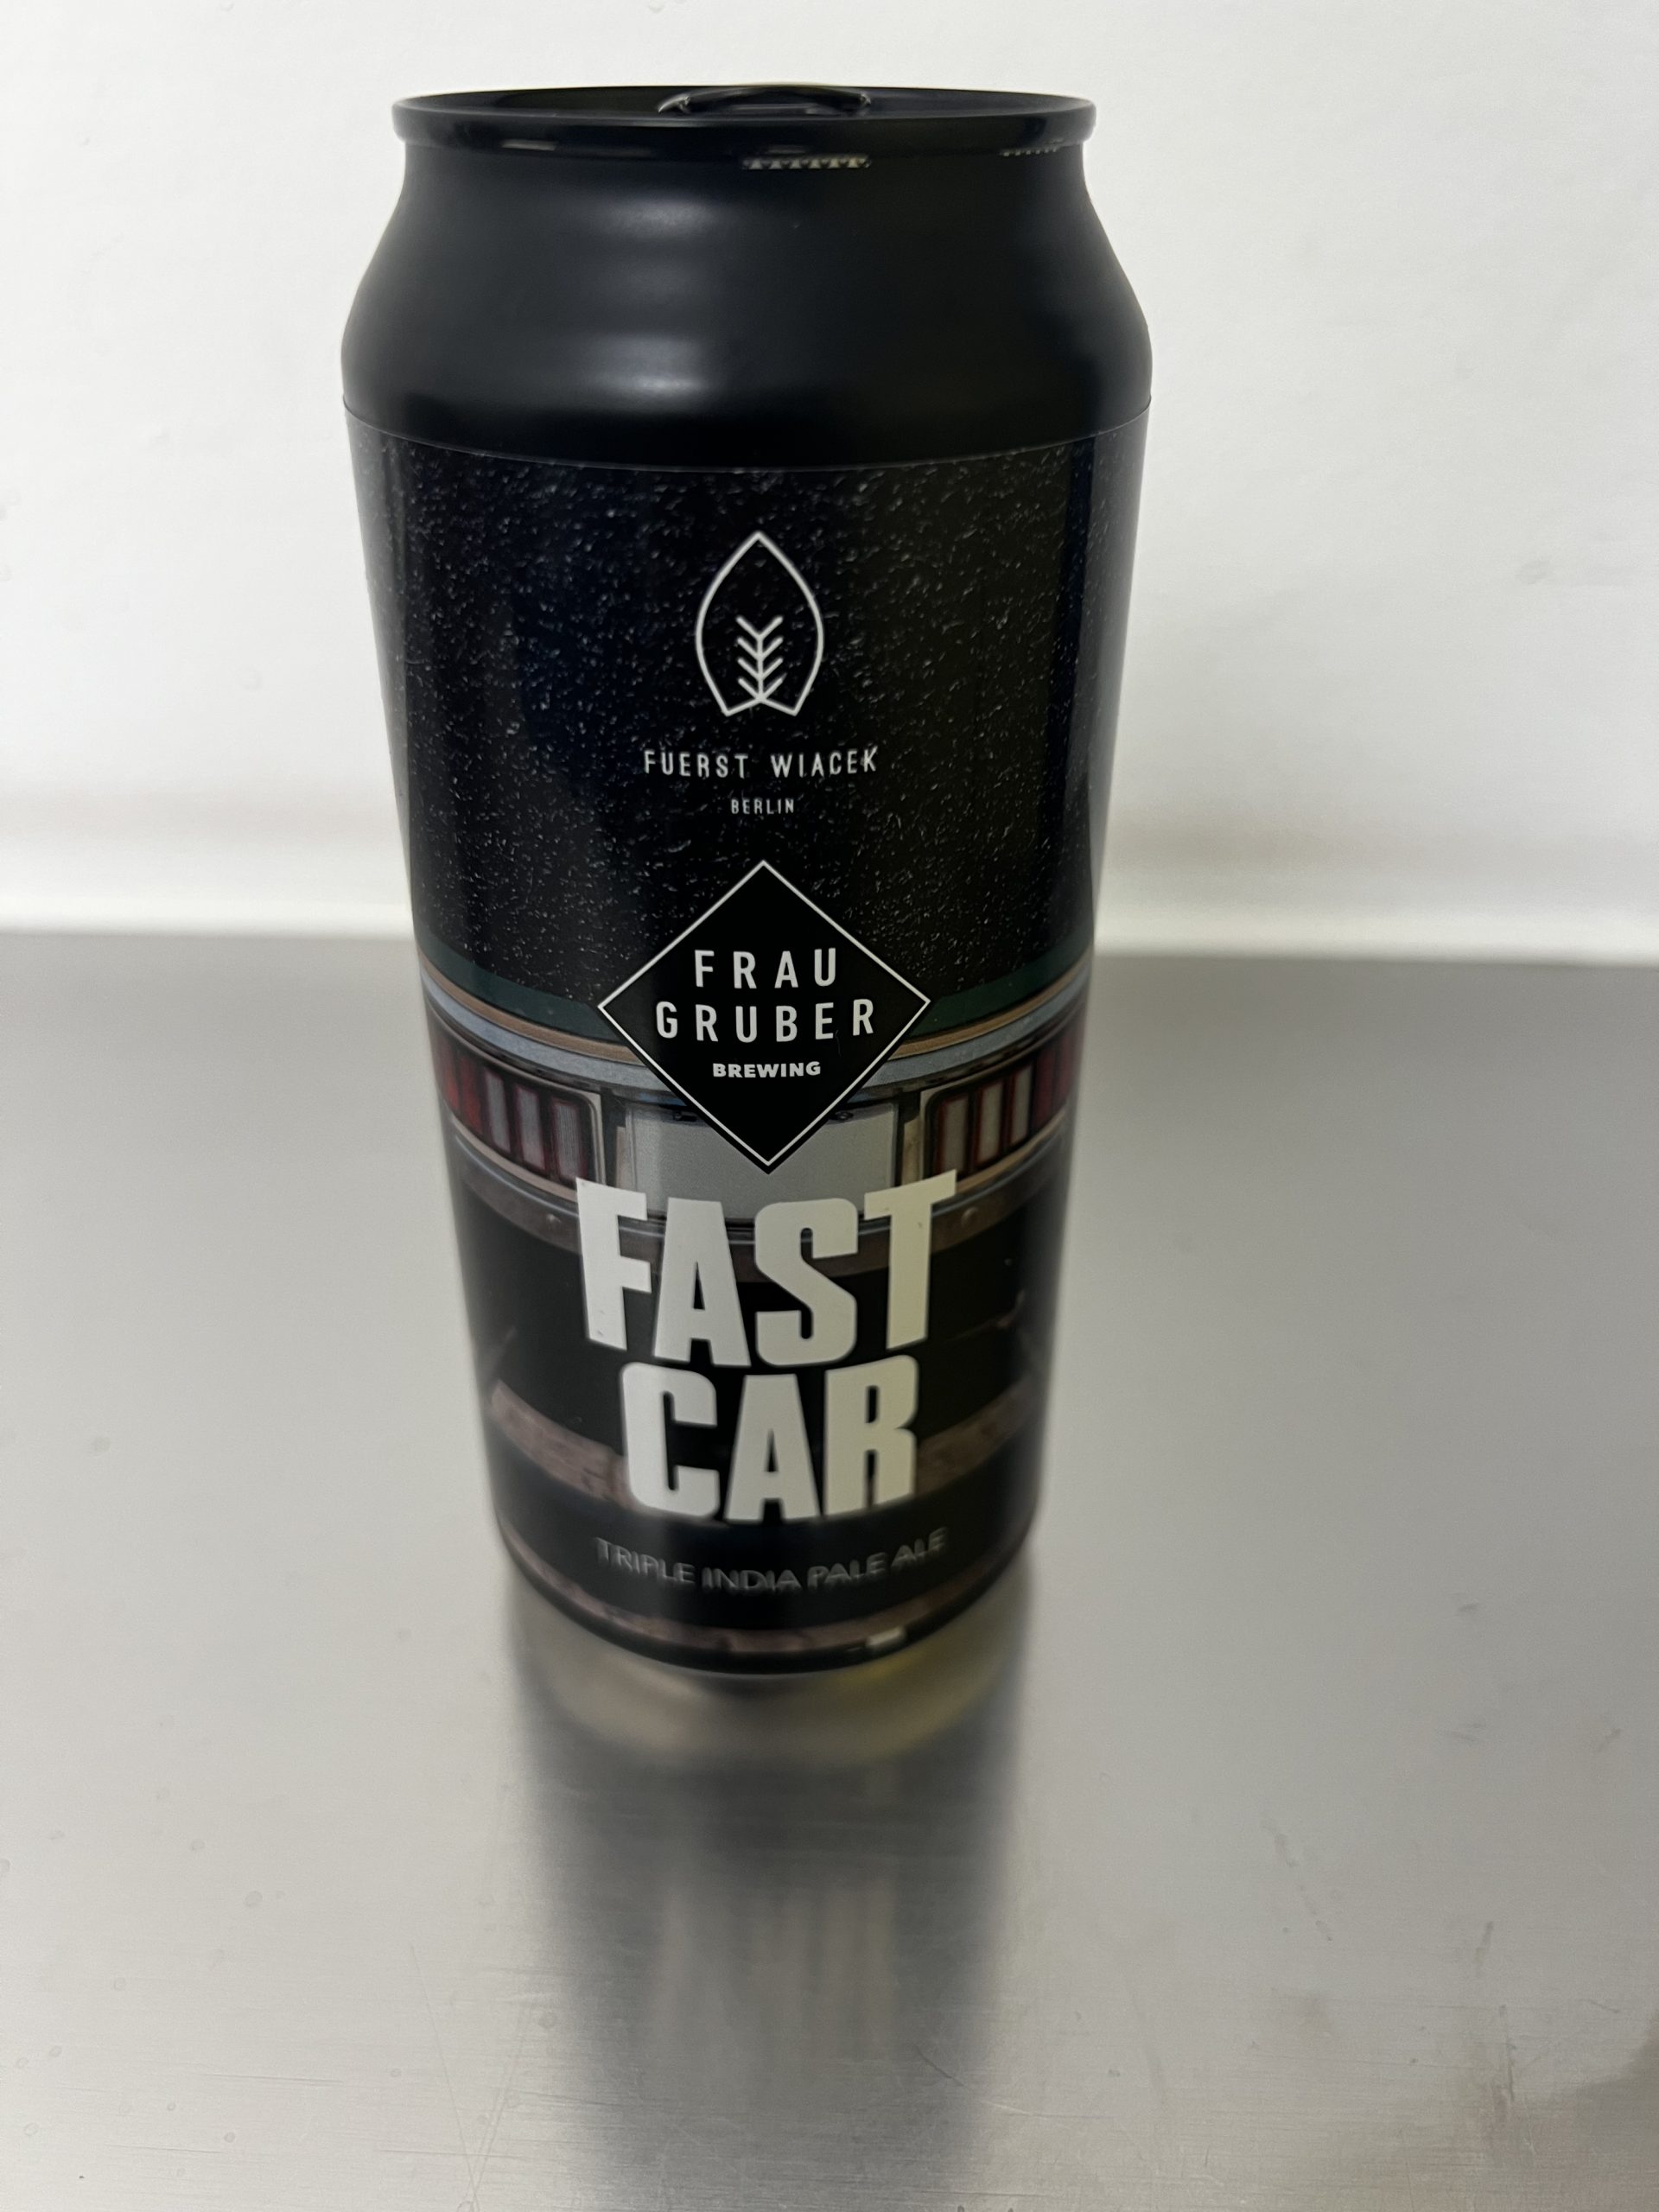 FUERST WIACEK
BERLIN
FRAU
GRUBER
BREWING
FAST
CAR
TRIPLE INDIA PALE ALE